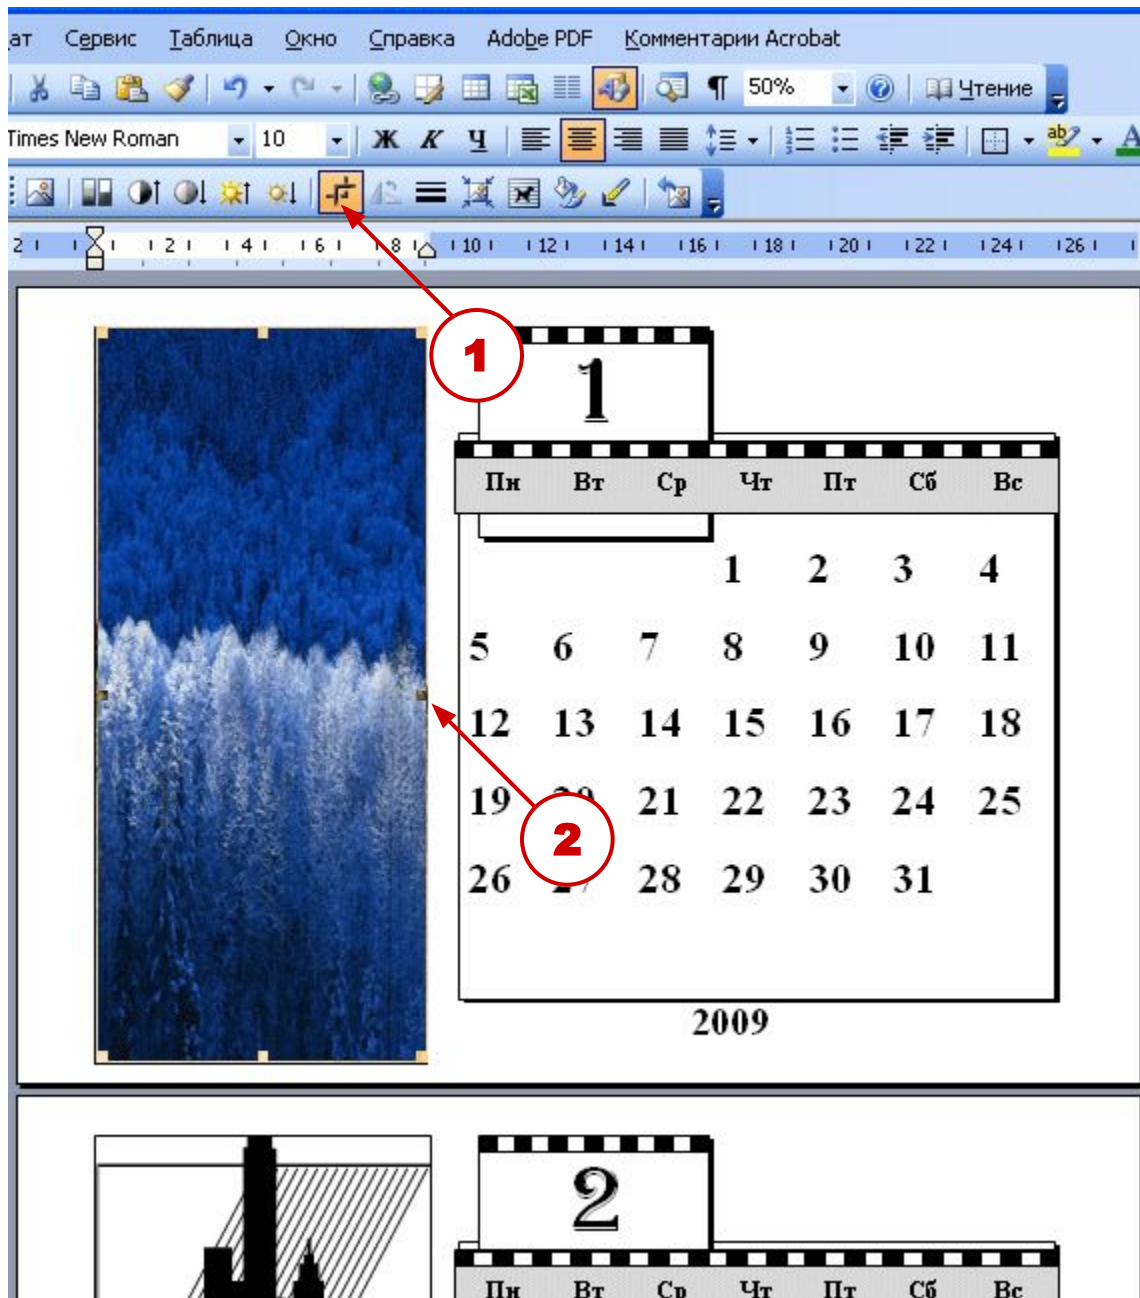 ат Сервис Таблица Окно Справка Adobe PDF Комментарии Acrobat
50% Чтение
Times New Roman 10 Ж К Ч
2 2 4 6 8 10 12 14 16 18 20 22 24 26
1
1
Пн Вт Ср Чт Пт Сб Вс
1 2 3 4
5 6 7 8 9 10 11
12 13 14 15 16 17 18
19 20 21 22 23 24 25
2
26 27 28 29 30 31
2009
2
Пн Вт Ср Чт Пт Сб Вс